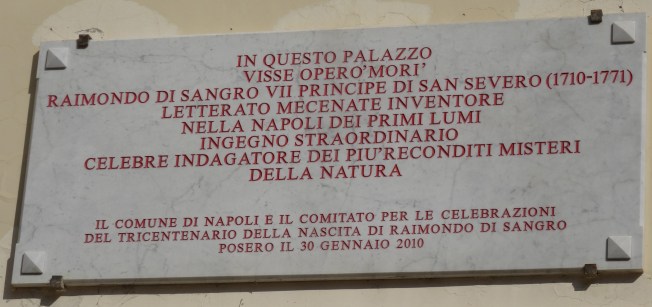 IN QUESTO PALAZZO
VISSE OPERO' MORI'
RAIMONDO DI SANGRO VII PRINCIPE DI SAN SEVERO (1710-1771)
LETTERATO MECENATE INVENTORE
NELLA NAPOLI DEI PRIMI LUMI
INGEGNO STRAORDINARIO
CELEBRE INDAGATORE DEI PIU' RECONDITI MISTERI
DELLA NATURA
IL COMUNE DI NAPOLI E IL COMITATO PER LE CELEBRAZIONI
DEL TRICENTENARIO DELLA NASCITA DI RAIMONDO DI SANGRO
POSERO IL 30 GENNAIO 2010